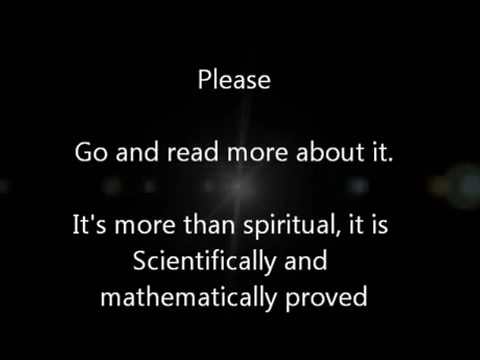 Please
Go and read more about it.
It's more than spiritual, it is
Scientifically and
mathematically proved